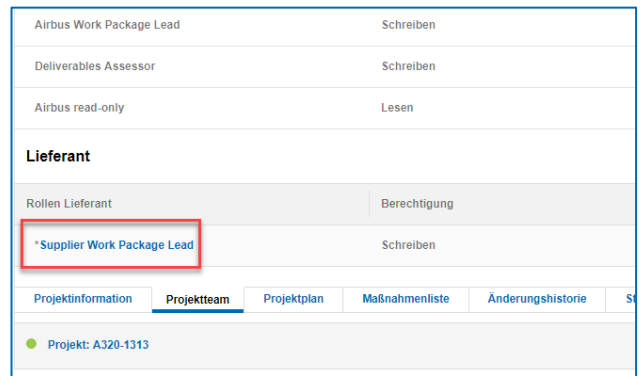 Airbus Work Package Lead Schreiben
Deliverables Assessor Schreiben
Airbus read-only Lesen
Lieferant
Rollen Lieferant Berechtigung
*Supplier Work Package Lead Schreiben
Projektinformation Projektteam Projektplan Maßnahmenliste Änderungshistorie
Projekt: A320-1313